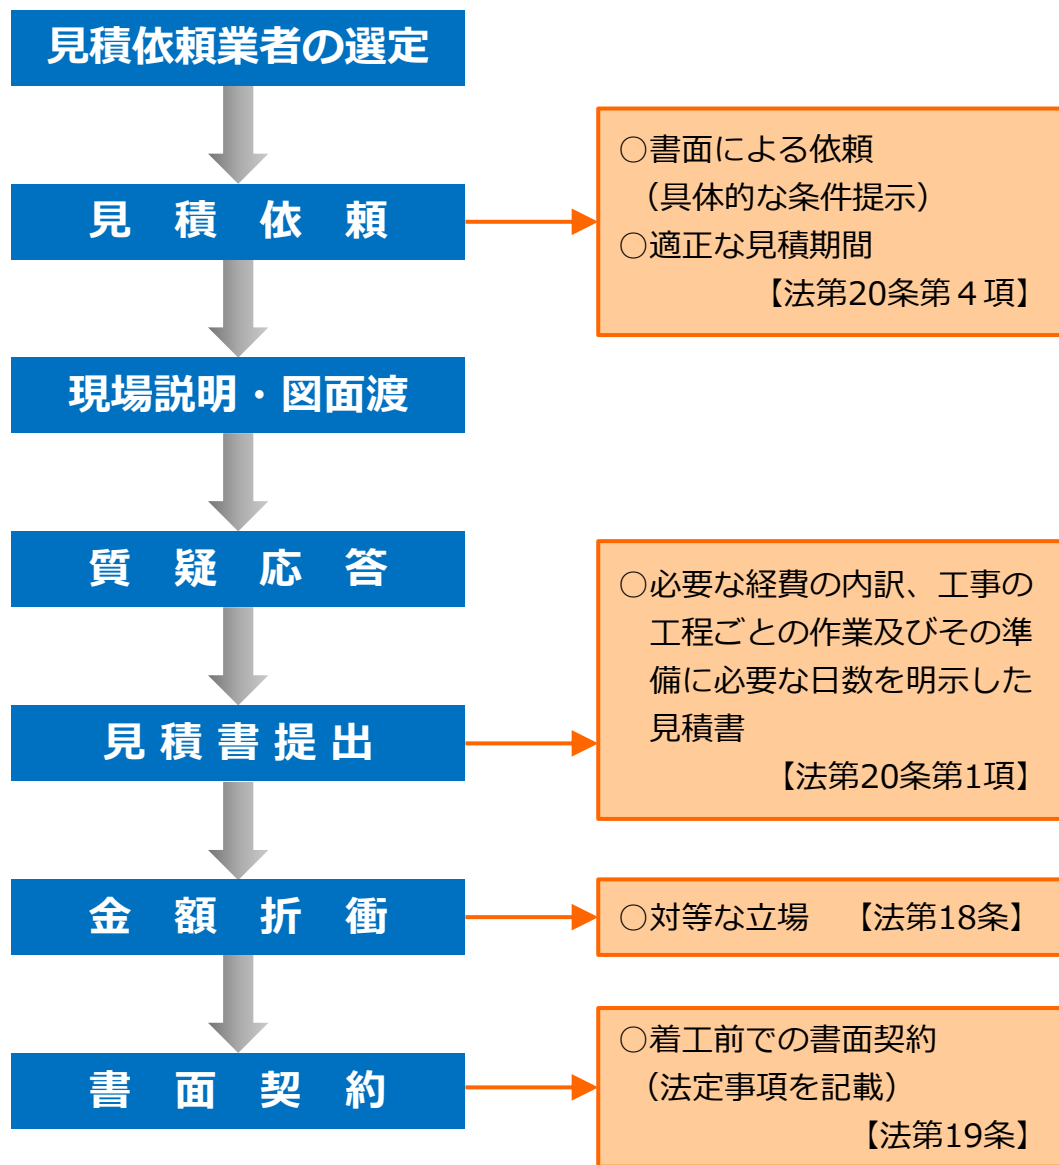 見積依頼業者の選定
見積依頼
○書面による依頼
（具体的な条件提示）
○適正な見積期間
【法第20条第４項】
現場説明・図面渡
質疑応答
見積書提出
○必要な経費の内訳、工事の
工程ごとの作業及びその準
備に必要な日数を明示した
見積書
【法第20条第1項】
金額折衝
○対等な立場　【法第18条】
書面契約
○着工前での書面契約
（法定事項を記載）
【法第19条】